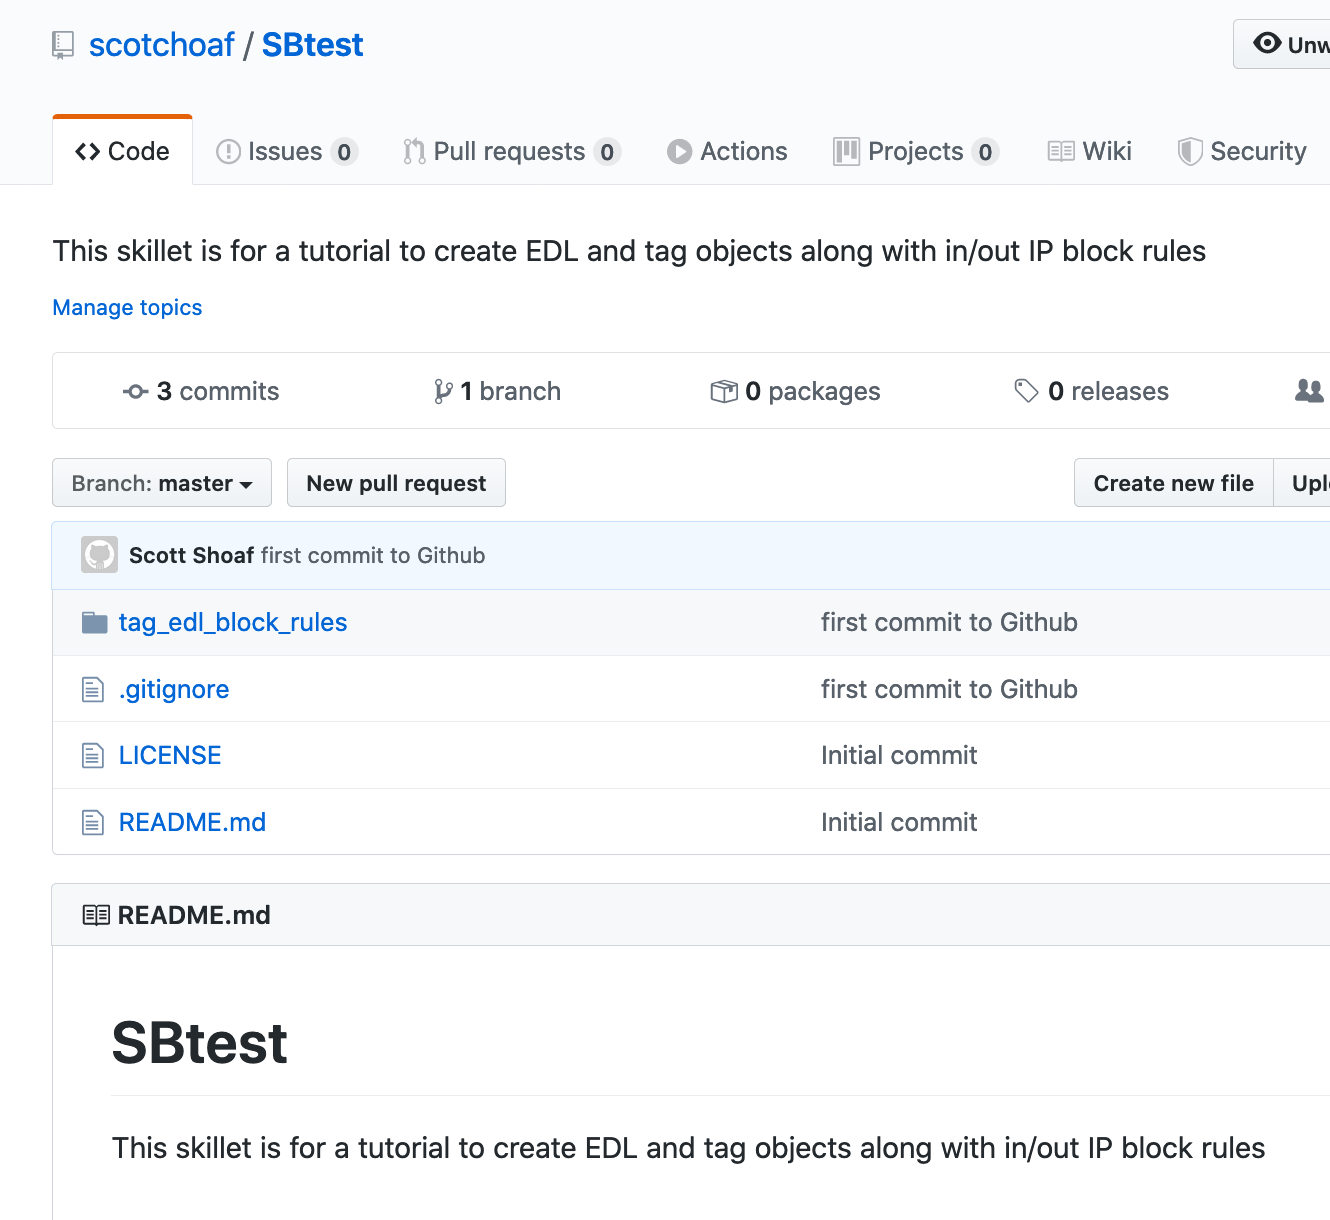 scotchoaf / SBtest
Code Issues 0 Pull requests 0 Actions Projects 0 Wiki Security
This skillet is for a tutorial to create EDL and tag objects along with in/out IP block rules
Manage topics
3 commits 1 branch 0 packages 0 releases
Branch: master New pull request Create new file
Scott Shoaf first commit to Github
tag_edl_block_rules first commit to Github
.gitignore first commit to Github
LICENSE Initial commit
README.md Initial commit
README.md
SBtest
This skillet is for a tutorial to create EDL and tag objects along with in/out IP block rules